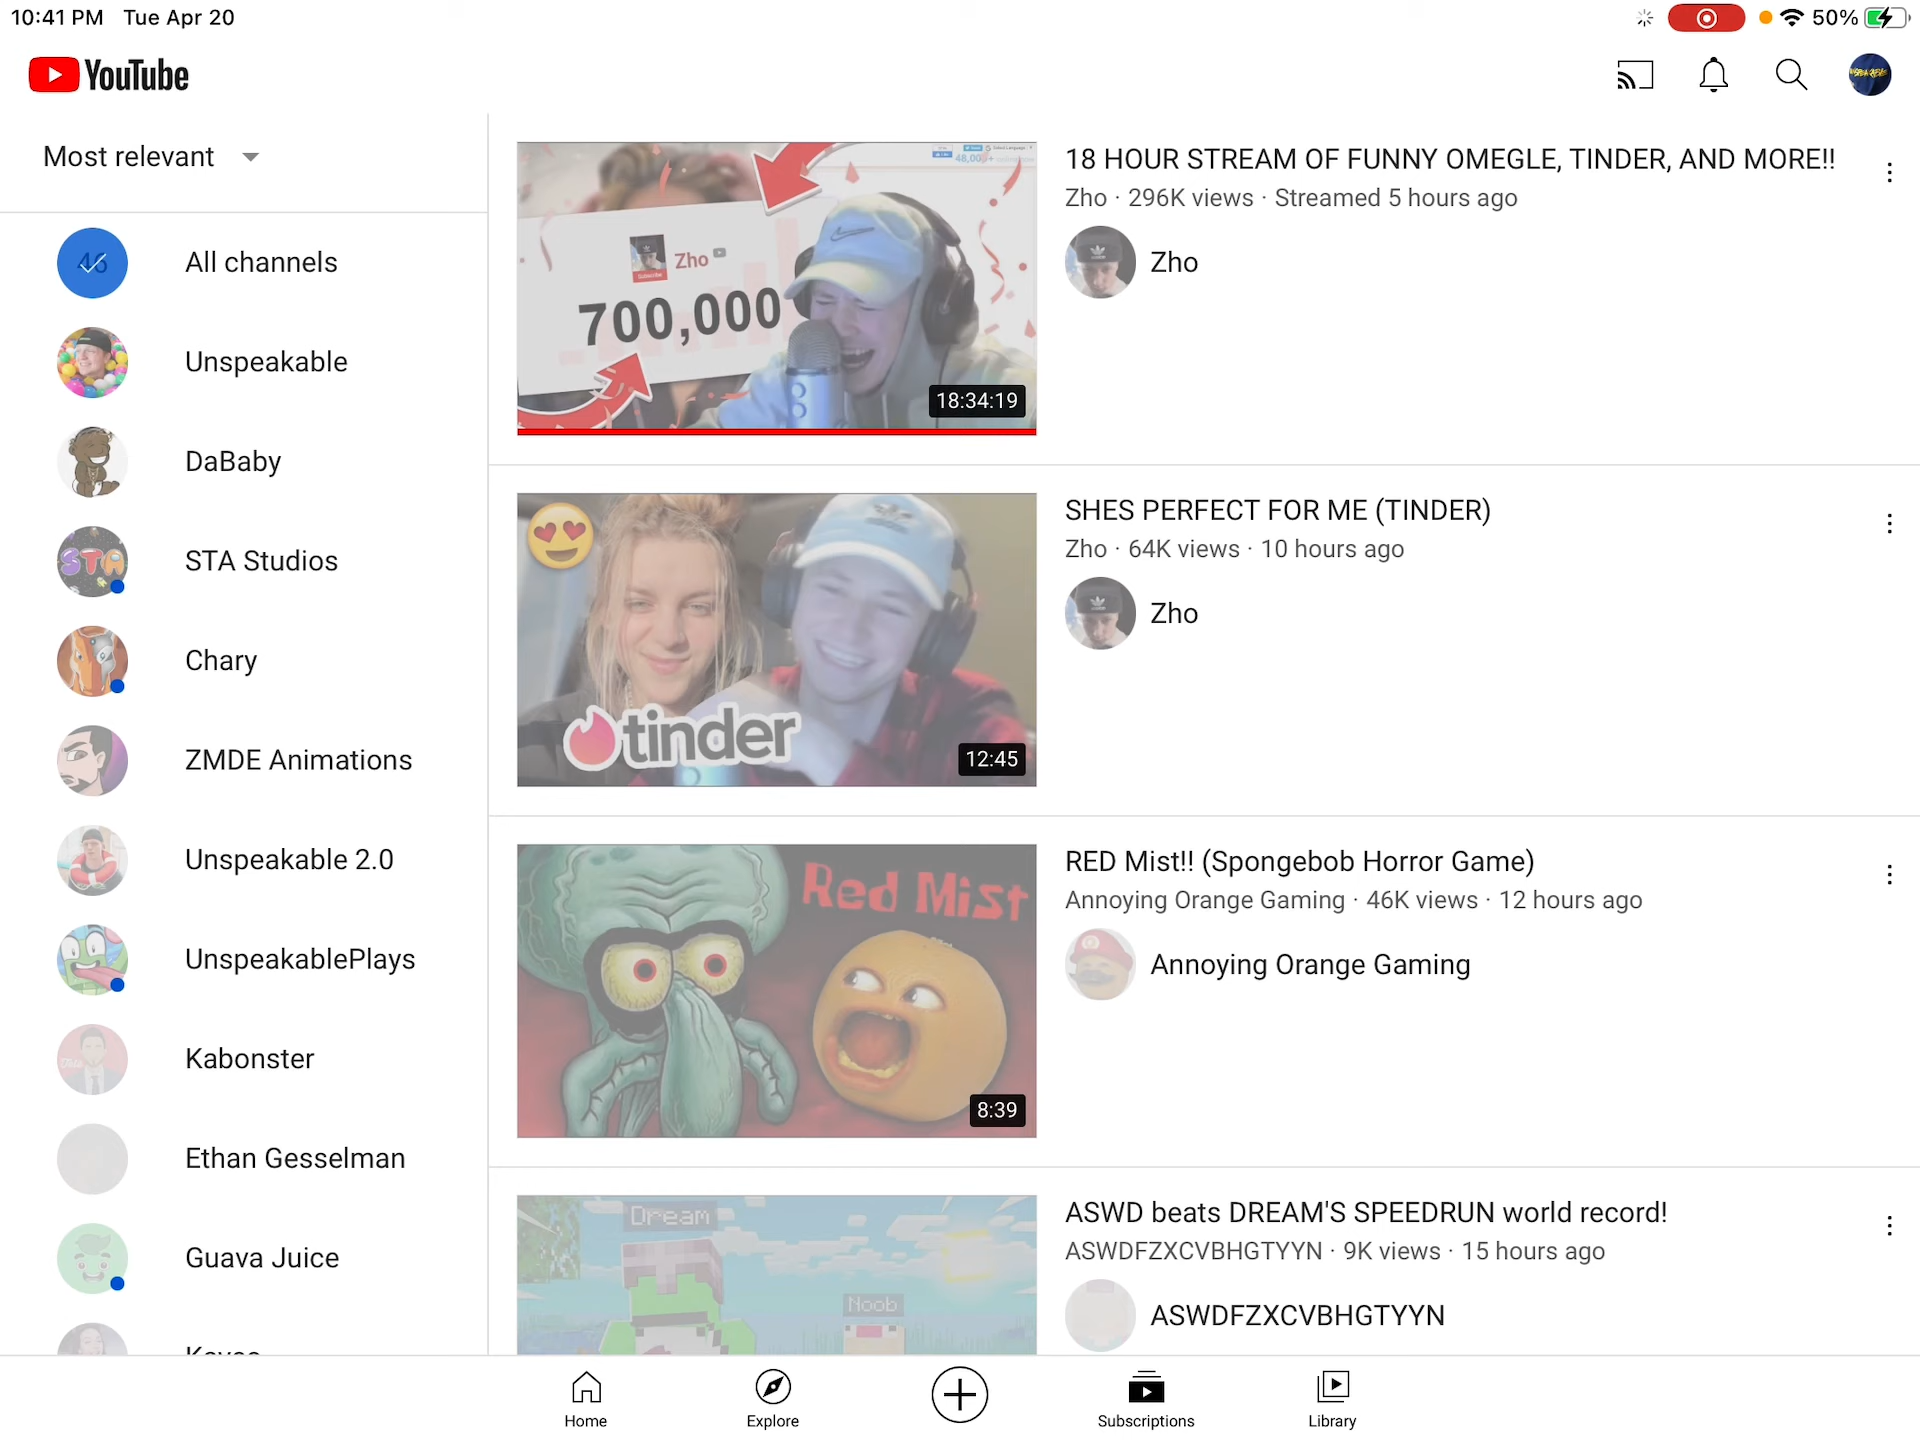 10:41 PM Tue Apr 20
50%
YouTube
Most relevant
46
All channels
Unspeakable
DaBaby
STA
STA Studios
Chary
ZMDE Animations
Unspeakable 2.0
UnspeakablePlays
Kabonster
Ethan Gesselman
Guava Juice
48,00
Zho
Subscribe
700,000
18:34:19
18 HOUR STREAM OF FUNNY OMEGLE, TINDER, AND MORE!!
Zho · 296K views · Streamed 5 hours ago
Zho
tinder
12:45
SHES PERFECT FOR ME (TINDER)
Zho · 64K views · 10 hours ago
Zho
Red Mist
8:39
RED Mist!! (Spongebob Horror Game)
Annoying Orange Gaming · 46K views · 12 hours ago
Annoying Orange Gaming
Dream
Noob
ASWD beats DREAM'S SPEEDRUN world record!
ASWDFZXCVBHGTYYN · 9K views · 15 hours ago
ASWDFZXCVBHGTYYN
Home
Explore
Subscriptions
Library